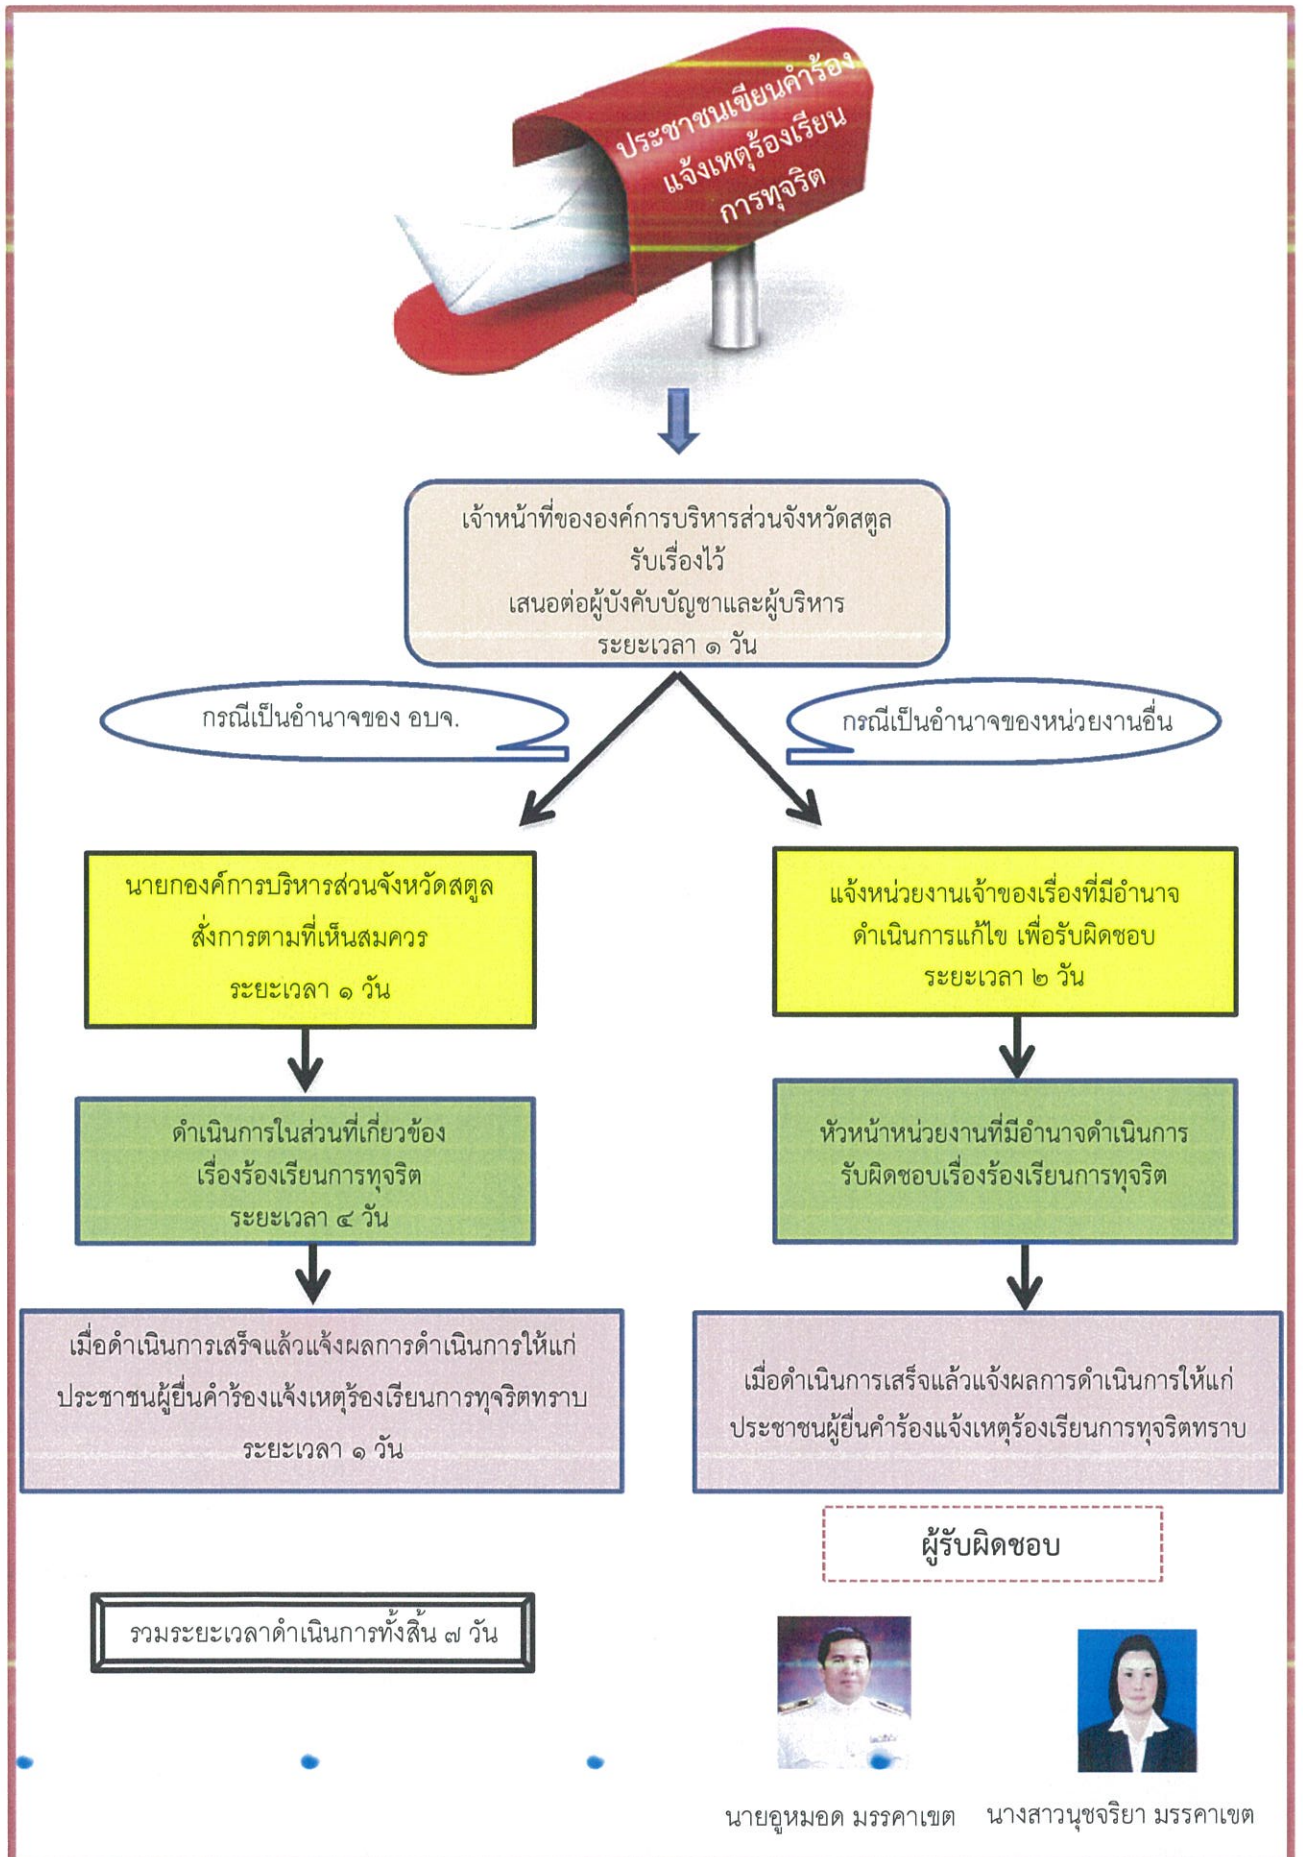 ประชาชนเขียนคำร้อง
แจ้งเหตุร้องเรียน
การทุจริต
เจ้าหน้าที่ขององค์การบริหารส่วนจังหวัดสตูล
รับเรื่องไว้
เสนอต่อผู้บังคับบัญชาและผู้บริหาร
ระยะเวลา ๑ วัน
กรณีเป็นอำนาจของ อบจ.
กรณีเป็นอำนาจของหน่วยงานอื่น
นายกองค์การบริหารส่วนจังหวัดสตูล
สั่งการตามที่เห็นสมควร
ระยะเวลา ๑ วัน
แจ้งหน่วยงานเจ้าของเรื่องที่มีอำนาจ
ดำเนินการแก้ไข เพื่อรับผิดชอบ
ระยะเวลา ๒ วัน
ดำเนินการในส่วนที่เกี่ยวข้อง
เรื่องร้องเรียนการทุจริต
ระยะเวลา ๔ วัน
หัวหน้าหน่วยงานที่มีอำนาจดำเนินการ
รับผิดชอบเรื่องร้องเรียนการทุจริต
เมื่อดำเนินการเสร็จแล้วแจ้งผลการดำเนินการให้แก่
ประชาชนผู้ยื่นคำร้องแจ้งเหตุร้องเรียนการทุจริตทราบ
ระยะเวลา ๑ วัน
เมื่อดำเนินการเสร็จแล้วแจ้งผลการดำเนินการให้แก่
ประชาชนผู้ยื่นคำร้องแจ้งเหตุร้องเรียนการทุจริตทราบ
ผู้รับผิดชอบ
รวมระยะเวลาดำเนินการทั้งสิ้น ๗ วัน
นายอูหมอด มรรคาเขต
นางสาวนุชจริยา มรรคาเขต